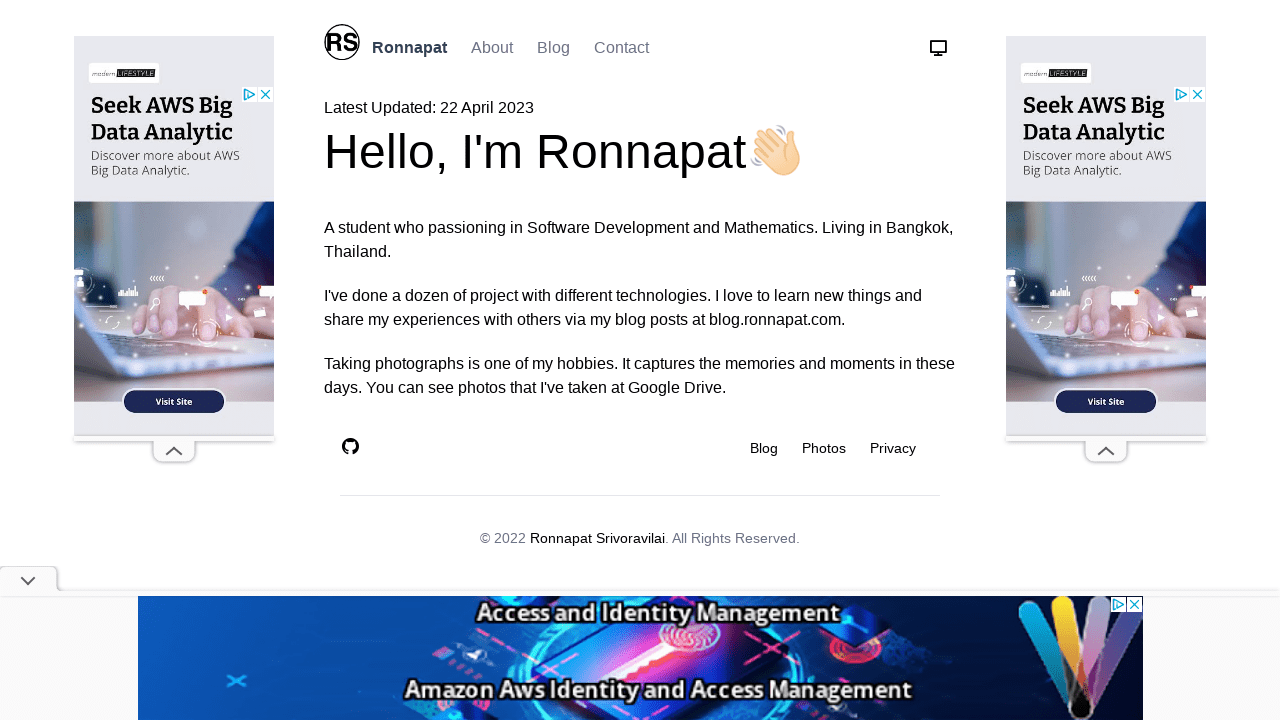 RS Ronnapat About Blog Contact
Latest Updated: 22 April 2023
Hello, I'm Ronnapat
A student who passioning in Software Development and Mathematics. Living in Bangkok,
Thailand.
I've done a dozen of project with different technologies. I love to learn new things and
share my experiences with others via my blog posts at blog.ronnapat.com.
Taking photographs is one of my hobbies. It captures the memories and moments in these
days. You can see photos that I've taken at Google Drive.
Blog Photos Privacy
© 2022 Ronnapat Srivoravilai. All Rights Reserved.
modern LIFESTYLE
Seek AWS Big
Data Analytic
Discover more about AWS
Big Data Analytic.
Visit Site
modern LIFESTYLE
Seek AWS Big
Data Analytic
Discover more about AWS
Big Data Analytic.
Visit Site
Access and Identity Management
Amazon Aws Identity and Access Management